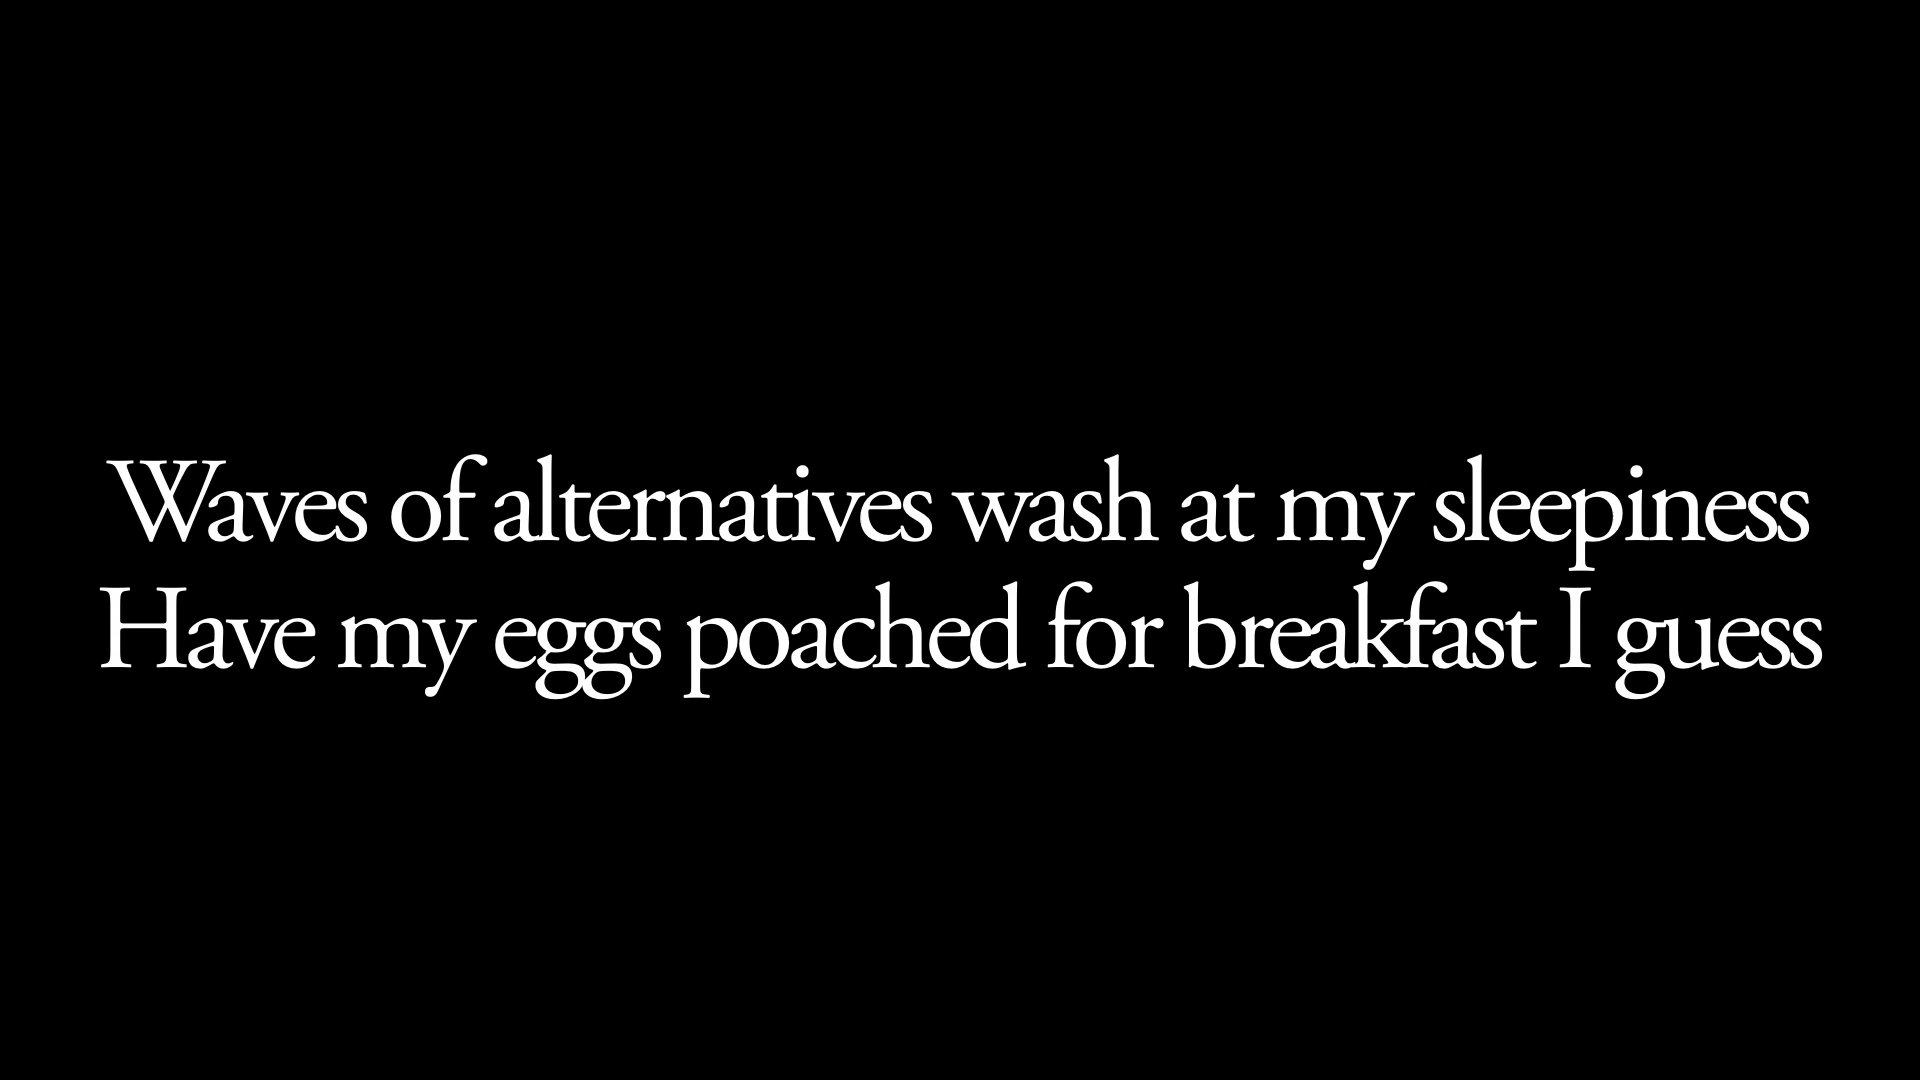 Waves of alternatives wash at my sleepiness
Have my eggs poached for breakfast I guess